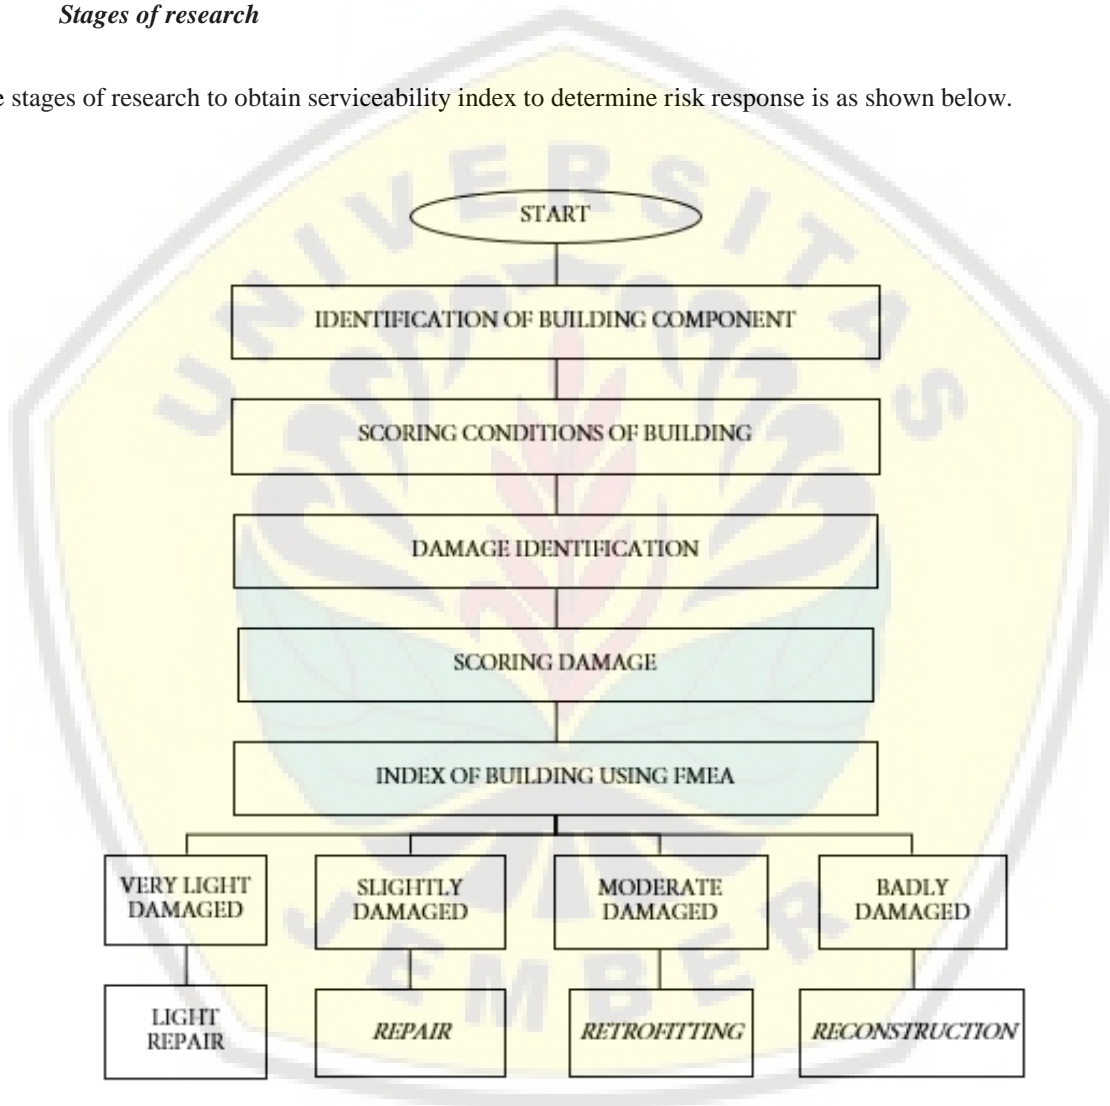 Stages of research
e stages of research to obtain serviceability index to determine risk response is as shown below.
UNIVERSITAS
START
IDENTIFICATION OF BUILDING COMPONENT
SCORING CONDITIONS OF BUILDING
DAMAGE IDENTIFICATION
SCORING DAMAGE
INDEX OF BUILDING USING FMEA
VERY LIGHT
DAMAGED
SLIGHTLY
DAMAGED
MODERATE
DAMAGED
BADLY
DAMAGED
LIGHT
REPAIR
REPAIR
RETROFITTING
RECONSTRUCTION
JEMBER